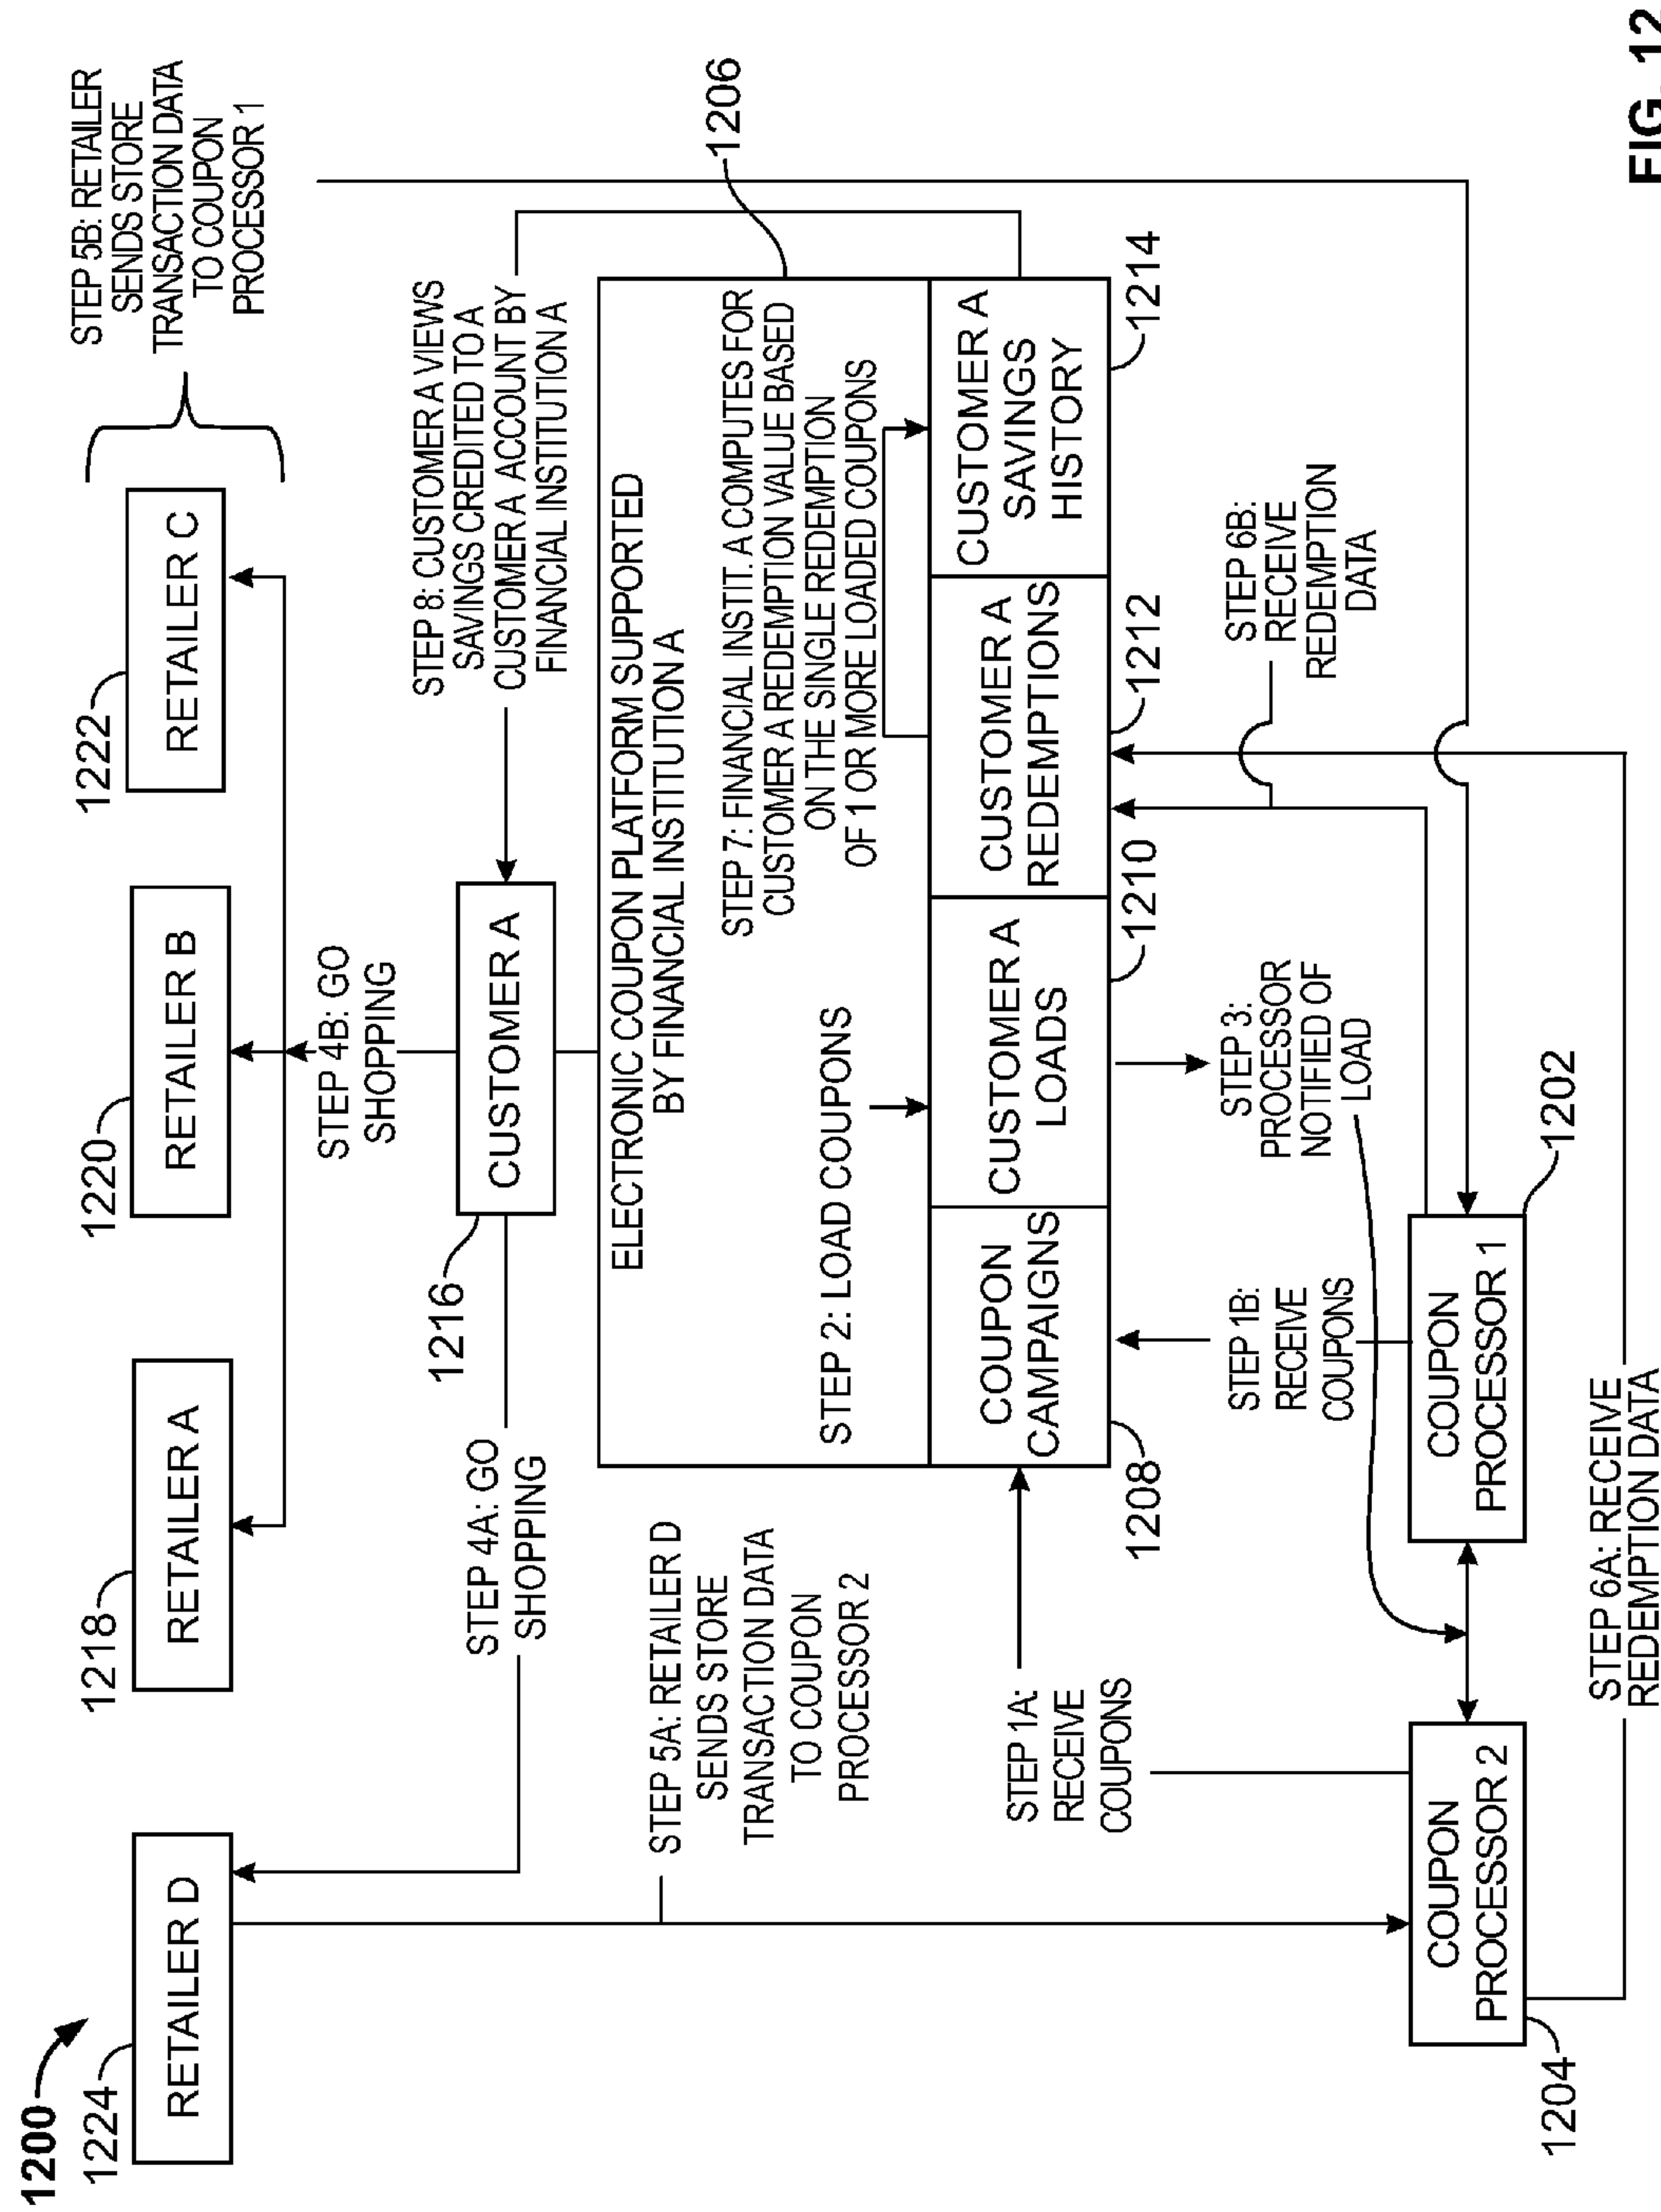 1200
1224
RETAILER D
1218
RETAILER A
1220
RETAILER B
1222
RETAILER C
STEP 5B: RETAILER
SENDS STORE
TRANSACTION DATA
TO COUPON
PROCESSOR 1
STEP 4A: GO
SHOPPING
STEP 4B: GO
SHOPPING
1216
CUSTOMER A
STEP 8: CUSTOMER A VIEWS
SAVINGS CREDITED TO A
CUSTOMER A ACCOUNT BY
FINANCIAL INSTITUTION A
1206
STEP 5A: RETAILER D
SENDS STORE
TRANSACTION DATA
TO COUPON
PROCESSOR 2
ELECTRONIC COUPON PLATFORM SUPPORTED
BY FINANCIAL INSTITUTION A
STEP 2: LOAD COUPONS
STEP 7: FINANCIAL INSTIT. A COMPUTES FOR
CUSTOMER A REDEMPTION VALUE BASED
ON THE SINGLE REDEMPTION
OF 1 OR MORE LOADED COUPONS
COUPON
CAMPAIGNS
CUSTOMER A
LOADS
CUSTOMER A
REDEMPTIONS
CUSTOMER A
SAVINGS
HISTORY
1208
1210
1212
1214
STEP 1A:
RECEIVE
COUPONS
STEP 1B:
RECEIVE
COUPONS
STEP 3:
PROCESSOR
NOTIFIED OF
LOAD
STEP 6B:
RECEIVE
REDEMPTION
DATA
COUPON
PROCESSOR 2
1204
COUPON
PROCESSOR 1
1202
STEP 6A: RECEIVE
REDEMPTION DATA
FIG. 12